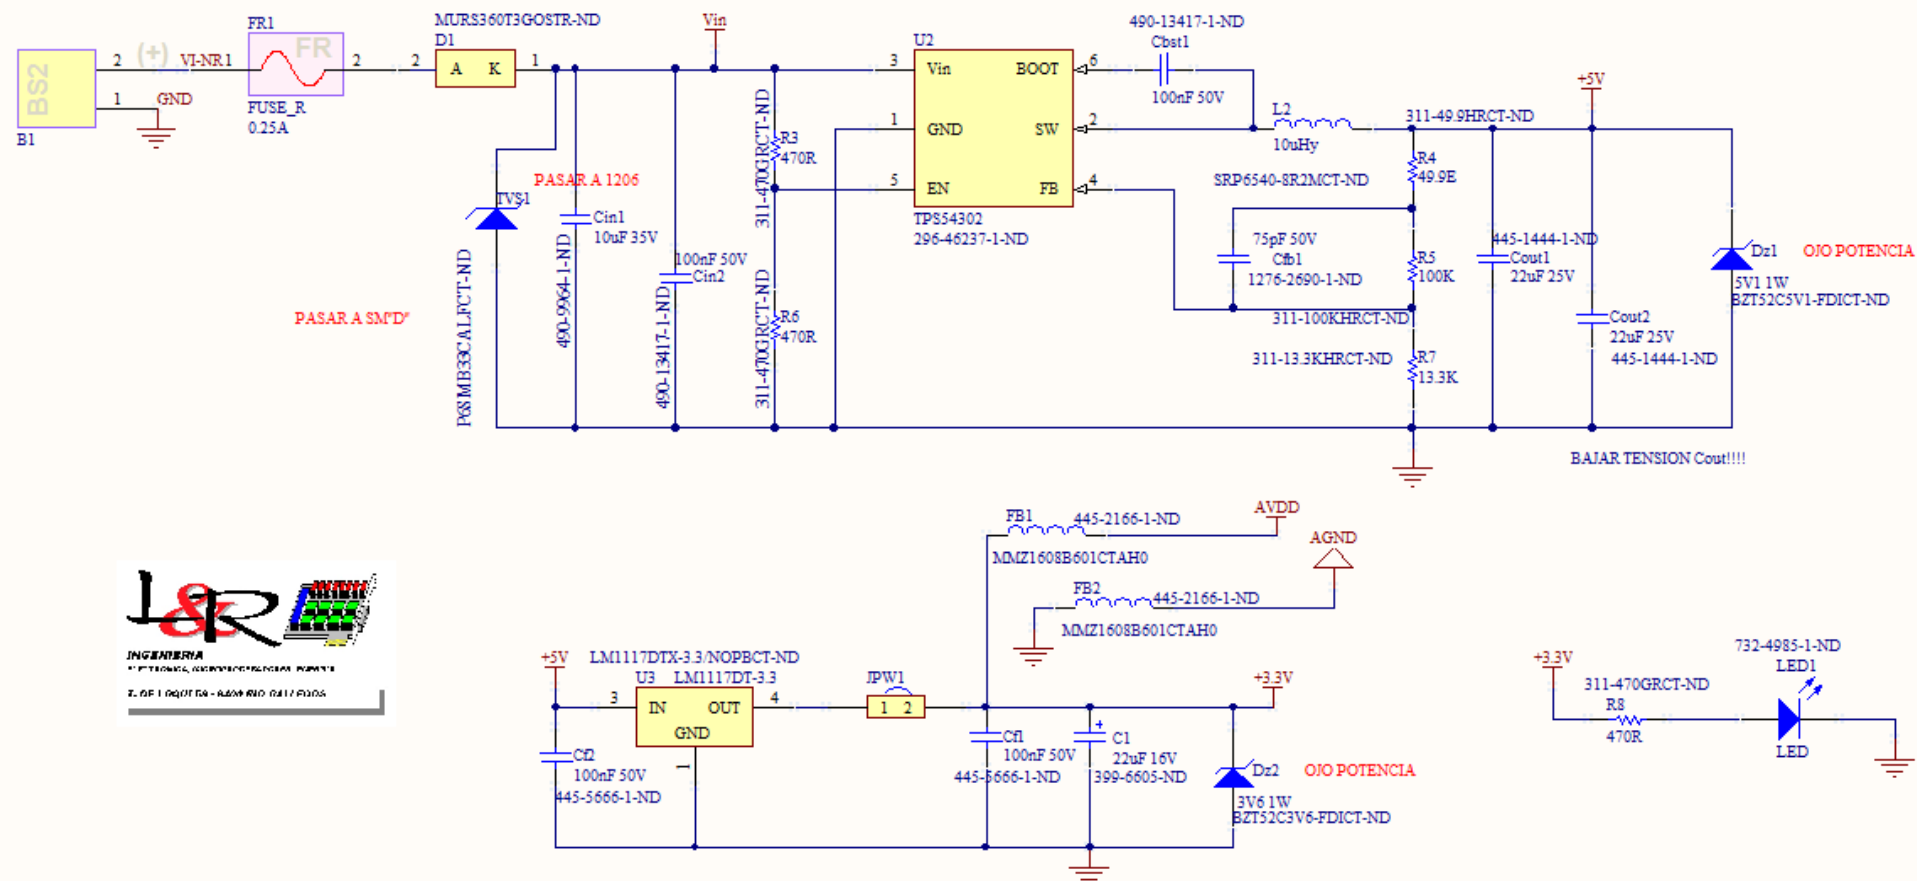 BS2
B1
2
1
(+)
VI-NR1
GND
FR1
FR
2
FUSE_R
0.25A
MURS360T3GOSTR-ND
D1
2
A K
1
Vin
PASAR A 1206
TVS1
P6SMB33CALFCT-ND
PASAR A SM"D"
Cin1
10uF 35V
490-9964-1-ND
100nF 50V
Cin2
490-13417-1-ND
R3
470R
311-470GRCT-ND
R6
470R
311-470GRCT-ND
U2
3 Vin
1 GND
5 EN
BOOT 6
SW 2
FB 4
TPS54302
296-46237-1-ND
490-13417-1-ND
Cbst1
100nF 50V
L2
10uHy
SRP6540-8R2MCT-ND
311-49.9HRCT-ND
R4
49.9E
75pF 50V
Cfb1
1276-2690-1-ND
R5
100K
311-100KHRCT-ND
311-13.3KHRCT-ND
R7
13.3K
+5V
445-1444-1-ND
Cout1
22uF 25V
Cout2
22uF 25V
445-1444-1-ND
Dz1
5V1 1W
BZT52C5V1-FDICT-ND
OJO POTENCIA
BAJAR TENSION Cout!!!!
FB1
445-2166-1-ND
MMZ1608B601CTAH0
AVDD
AGND
FB2
445-2166-1-ND
MMZ1608B601CTAH0
L&R
INGENIERIA
+5V
LM1117DTX-3.3/NOPBCT-ND
U3 LM1117DT-3.3
3 IN OUT 4
GND
1
Cf2
100nF 50V
445-5666-1-ND
JPW1
1 2
Cf1
100nF 50V
445-5666-1-ND
+
C1
22uF 16V
399-6605-ND
+3.3V
Dz2
3V6 1W
BZT52C3V6-FDICT-ND
OJO POTENCIA
+3.3V
311-470GRCT-ND
R8
470R
732-4985-1-ND
LED1
LED